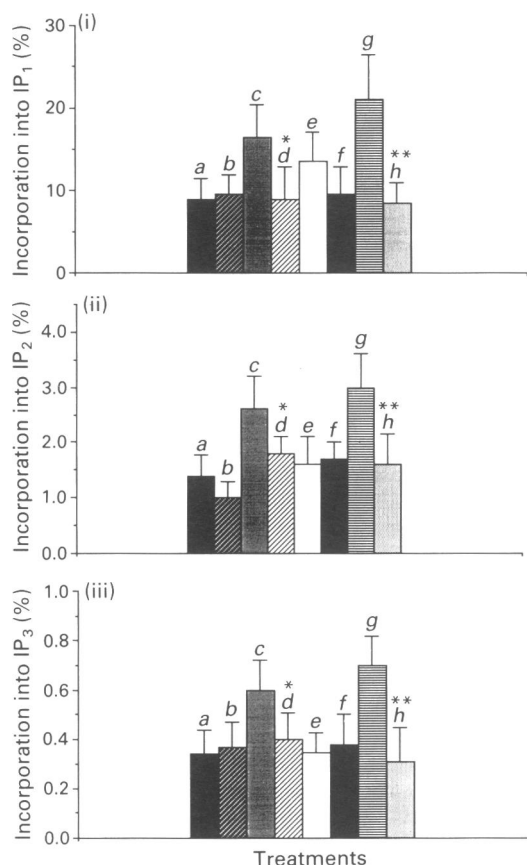 (i)
Incorporation into IP₁ (%)
30
20
10
0
a b c * d e f g ** h
(ii)
Incorporation into IP₂ (%)
4.0
3.0
2.0
1.0
0.0
a b c * d e f g ** h
(iii)
Incorporation into IP₃ (%)
1.0
0.8
0.6
0.4
0.2
0.0
a b c * d e f g ** h
Treatments